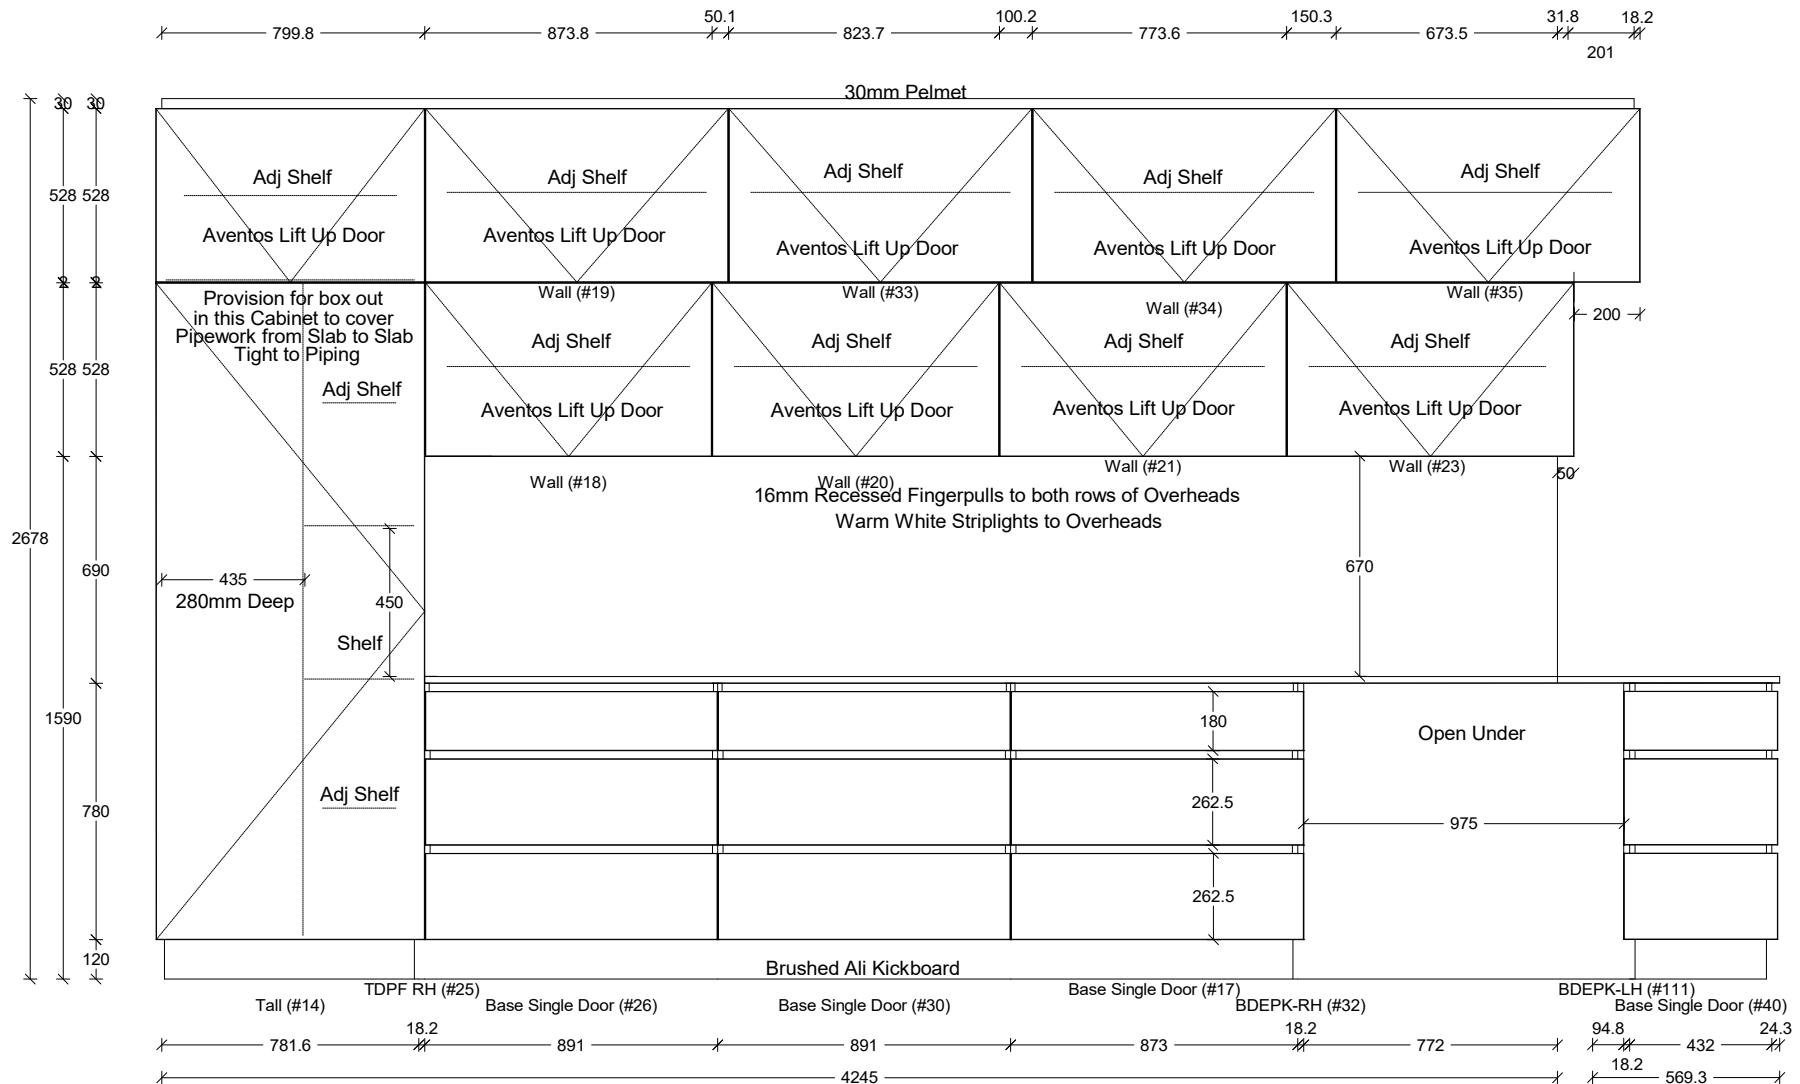 50.1 100.2 150.3 31.8 18.2
799.8 873.8 823.7 773.6 673.5
201
30mm Pelmet
30 30
Adj Shelf Adj Shelf Adj Shelf Adj Shelf Adj Shelf
528 528
Aventos Lift Up Door Aventos Lift Up Door Aventos Lift Up Door Aventos Lift Up Door Aventos Lift Up Door
2 2
Wall (#19) Wall (#33) Wall (#34) Wall (#35)
Provision for box out
in this Cabinet to cover
Pipework from Slab to Slab
Tight to Piping
200
Adj Shelf Adj Shelf Adj Shelf Adj Shelf
528 528
Adj Shelf
Aventos Lift Up Door Aventos Lift Up Door Aventos Lift Up Door Aventos Lift Up Door
Wall (#18) Wall (#20) Wall (#21) Wall (#23)
50
16mm Recessed Fingerpulls to both rows of Overheads
Warm White Striplights to Overheads
2678
690
670
435
280mm Deep
450
Shelf
1590
180
Open Under
Adj Shelf
780
262.5
975
262.5
120
Brushed Ali Kickboard
TDPF RH (#25) Base Single Door (#17) BDEPK-LH (#111)
Tall (#14) Base Single Door (#26) Base Single Door (#30) BDEPK-RH (#32) Base Single Door (#40)
18.2 18.2 94.8 24.3
781.6 891 891 873 772 432
18.2
4245 569.3